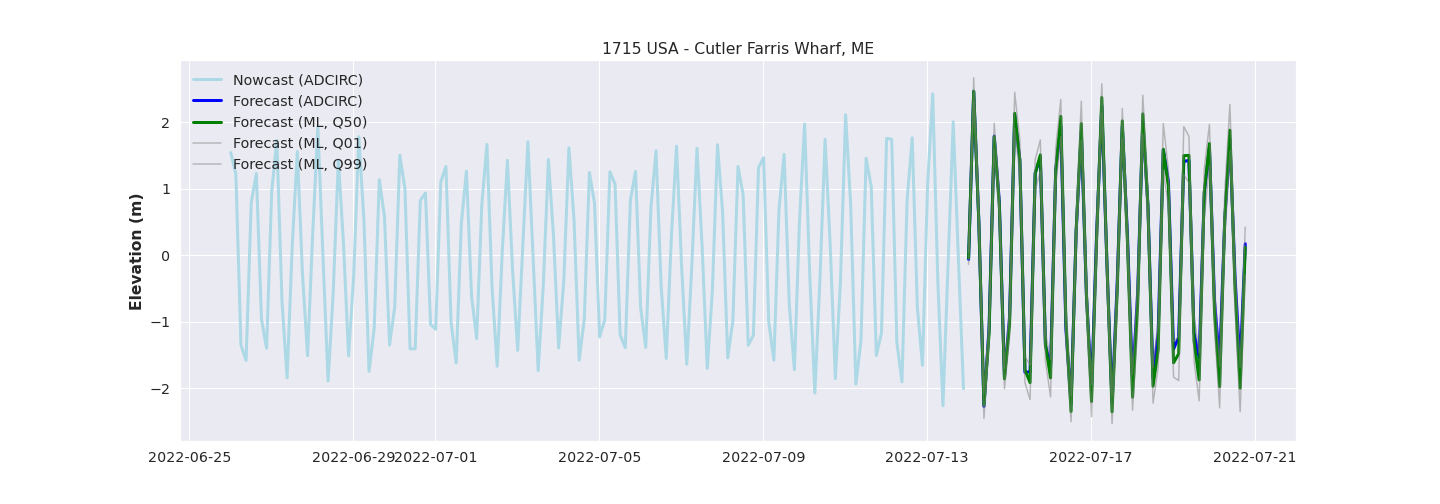 1715 USA - Cutler Farris Wharf, ME
Nowcast (ADCIRC)
Forecast (ADCIRC)
Forecast (ML, Q50)
Forecast (ML, Q01)
Forecast (ML, Q99)
Elevation (m)
2
1
0
−1
−2
2022-06-25
2022-06-29
2022-07-01
2022-07-05
2022-07-09
2022-07-13
2022-07-17
2022-07-21